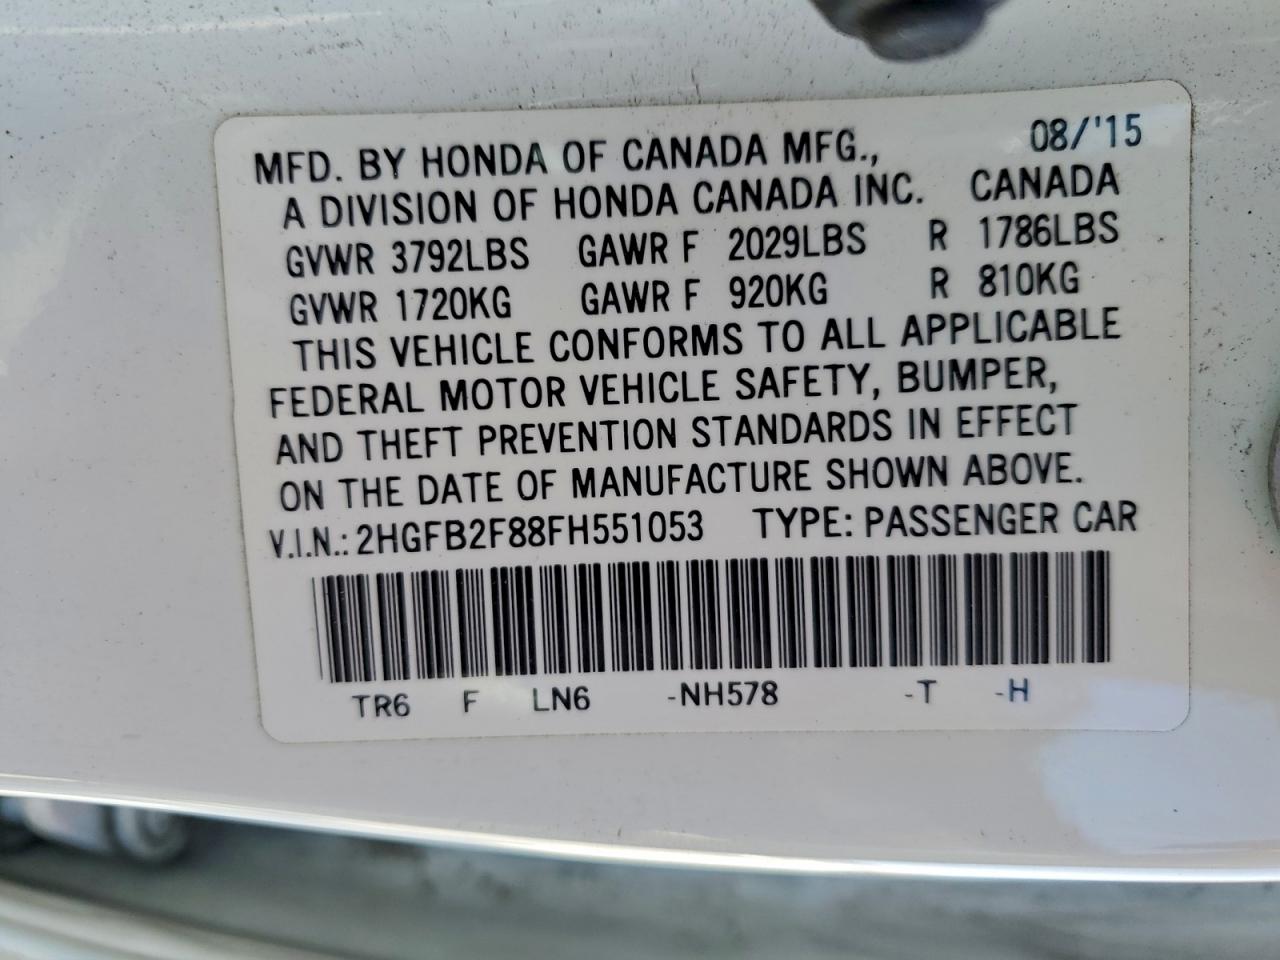 08/'15
MFD. BY HONDA OF CANADA MFG.,
A DIVISION OF HONDA CANADA INC. CANADA
GVWR 3792LBS GAWR F 2029LBS R 1786LBS
GVWR 1720KG GAWR F 920KG R 810KG
THIS VEHICLE CONFORMS TO ALL APPLICABLE
FEDERAL MOTOR VEHICLE SAFETY, BUMPER,
AND THEFT PREVENTION STANDARDS IN EFFECT
ON THE DATE OF MANUFACTURE SHOWN ABOVE.
V.I.N.: 2HGFB2F88FH551053 TYPE: PASSENGER CAR
TR6 F LN6 -NH578 -T -H